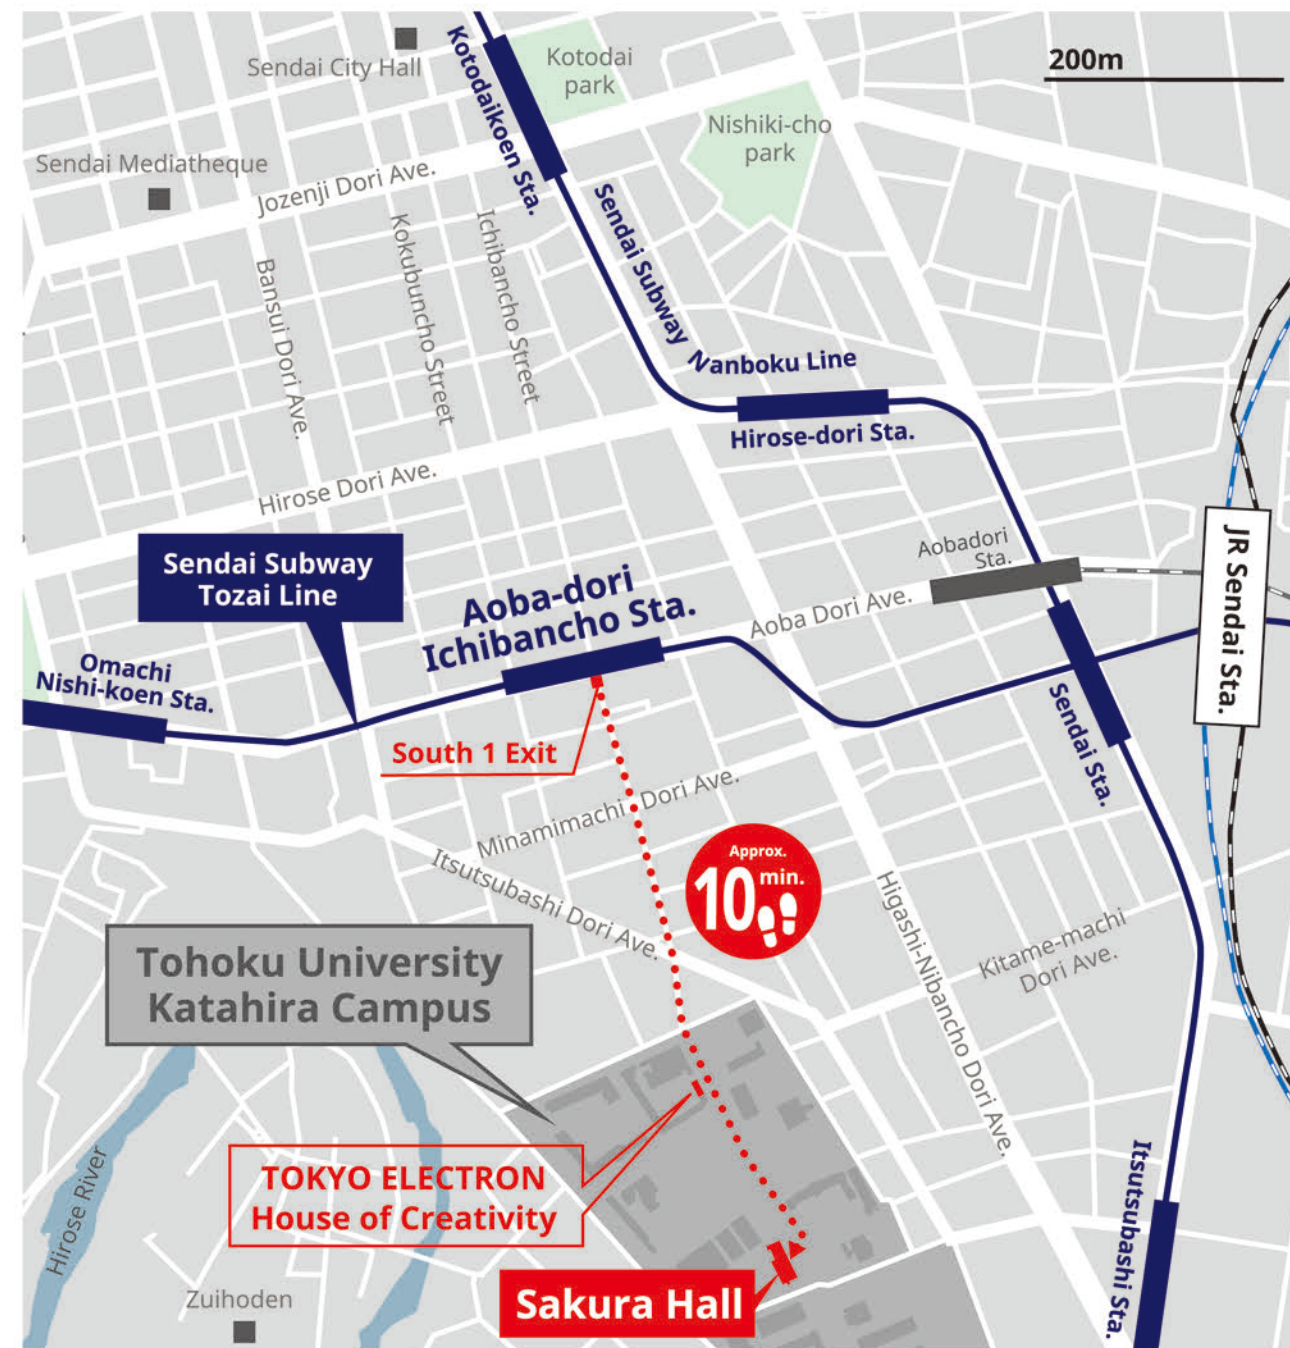 Sendai City Hall
Kotodai
park
200m
Kotodaikoen Sta.
Nishiki-cho
park
Sendai Mediatheque
Jozenji Dori Ave.
Kokubuncho Street
Ichibancho Street
Bansui Dori Ave.
Sendai Subway Nanboku Line
Hirose-dori Sta.
Hirose Dori Ave.
Sendai Subway
Tozai Line
Aobadori
Sta.
JR Sendai Sta.
Aoba-dori
Ichibancho Sta.
Aoba Dori Ave.
Omachi
Nishi-koen Sta.
Sendai Sta.
South 1 Exit
Minamimachi Dori Ave.
Itsutsubashi Dori Ave.
Approx.
10 min.
Higashi-Nibancho Dori Ave.
Kitame-machi
Dori Ave.
Tohoku University
Katahira Campus
TOKYO ELECTRON
House of Creativity
Hirose River
Itsutsubashi Sta.
Zuihoden
Sakura Hall